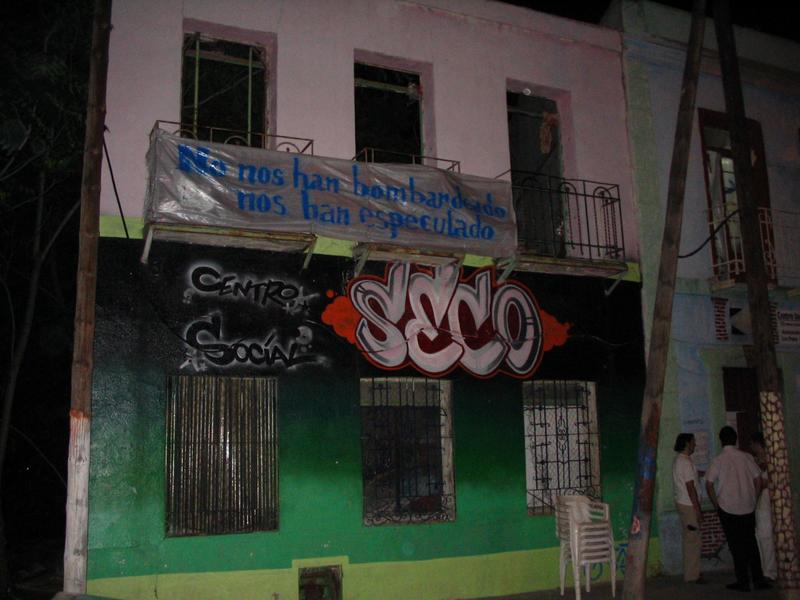 No nos han bombardeado
nos han especulado
CENTRO
SOCIAL
SECO